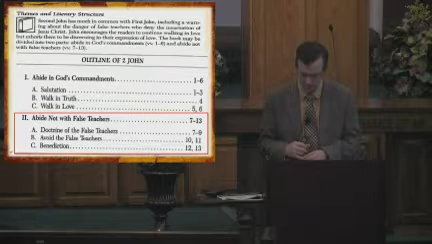 Themes and Literary Structure
Second John has much in common with First John, including a warn-
ing about the danger of false teachers who deny the incarnation of
Jesus Christ. John encourages the readers to continue walking in love
but exhorts them to be discerning in their expression of love. The book may be
divided into two parts: abide in God's commandments (vv. 1–6) and abide not
with false teachers (vv. 7–13).
OUTLINE OF 2 JOHN
I. Abide in God's Commandments 1–6
A. Salutation 1–3
B. Walk in Truth 4
C. Walk in Love 5, 6
II. Abide Not with False Teachers 7–13
A. Doctrine of the False Teachers 7–9
B. Avoid the False Teachers 10, 11
C. Benediction 12, 13